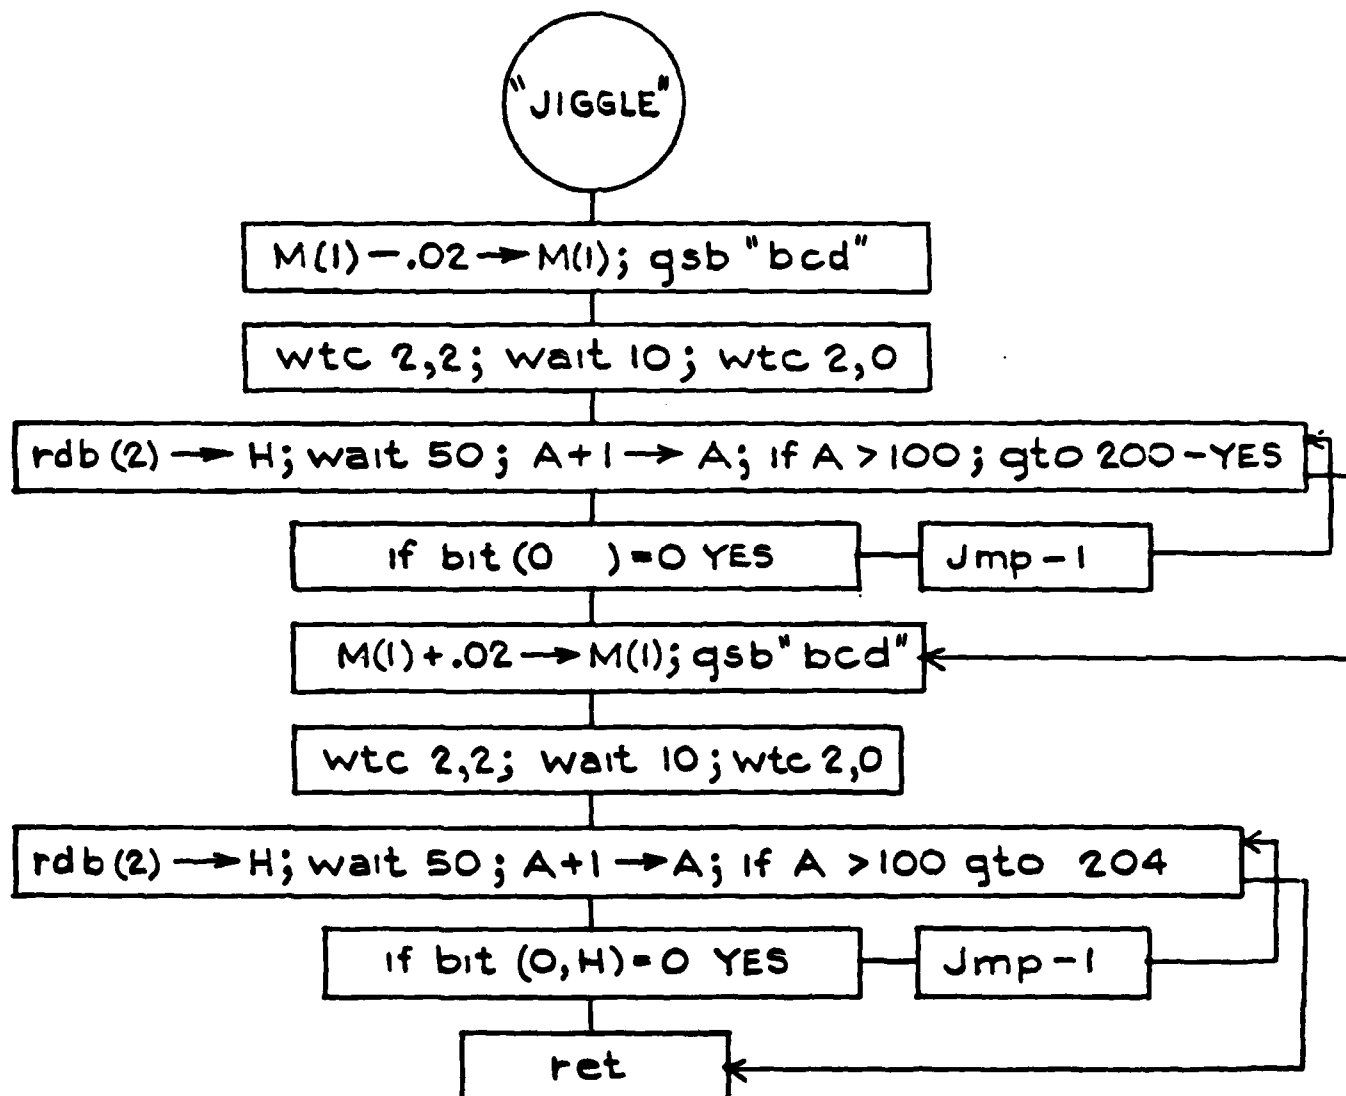 "JIGGLE"
M(1)−.02→M(1); gsb "bcd"
wtc 2,2; wait 10; wtc 2,0
rdb(2)→H; wait 50; A+1→A; if A>100; gto 200-YES
if bit(0 )=0 YES
Jmp-1
M(1)+.02→M(1); gsb "bcd"
wtc 2,2; wait 10; wtc 2,0
rdb(2)→H; wait 50; A+1→A; if A>100 gto 204
if bit (0,H)=0 YES
Jmp-1
ret